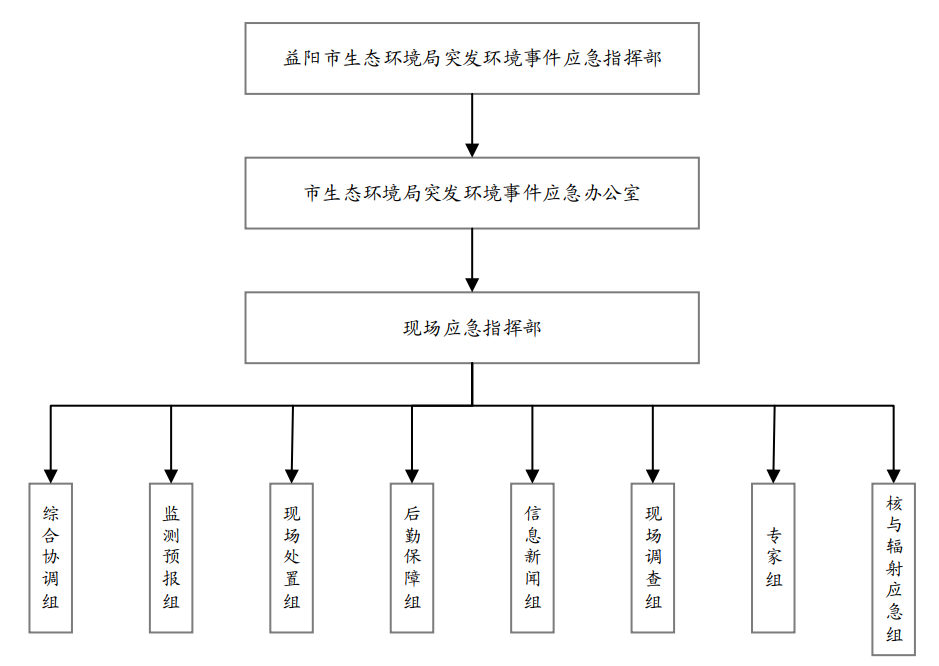 益阳市生态环境局突发环境事件应急指挥部
市生态环境局突发环境事件应急办公室
现场应急指挥部
综合协调组
监测预报组
现场处置组
后勤保障组
信息新闻组
现场调查组
专家组
核与辐射应急组